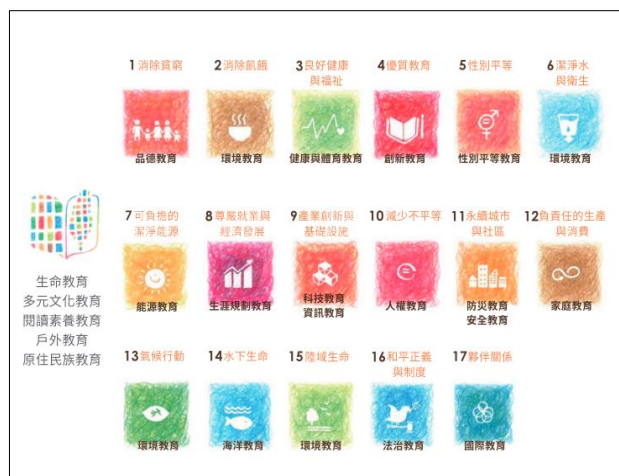 1 消除貧窮
品德教育
2 消除飢餓
環境教育
3 良好健康
與福祉
健康與體育教育
4 優質教育
創新教育
5 性別平等
性別平等教育
6 潔淨水
與衛生
環境教育
7 可負擔的
潔淨能源
能源教育
8 尊嚴就業與
經濟發展
生涯規劃教育
9 產業創新與
基礎設施
科技教育
資訊教育
10 減少不平等
人權教育
11 永續城市
與社區
防災教育
安全教育
12 負責任的生產
與消費
家庭教育
13 氣候行動
環境教育
14 水下生命
海洋教育
15 陸域生命
環境教育
16 和平正義
與制度
法治教育
17 夥伴關係
國際教育
生命教育
多元文化教育
閱讀素養教育
戶外教育
原住民族教育